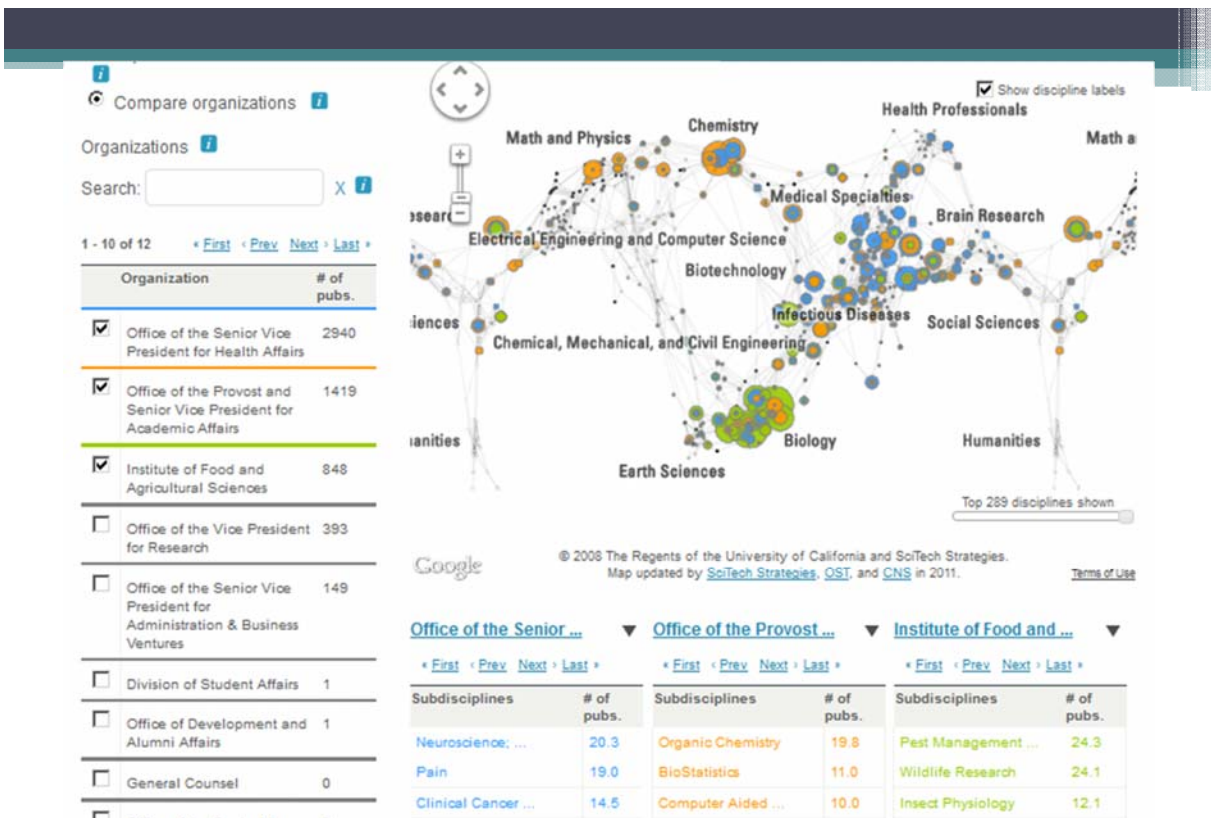 Compare organizations
Organizations
Search:
X
1 - 10 of 12
« First ‹ Prev Next › Last »
Organization
# of
pubs.
Office of the Senior Vice
President for Health Affairs
2940
Office of the Provost and
Senior Vice President for
Academic Affairs
1419
Institute of Food and
Agricultural Sciences
848
Office of the Vice President
for Research
393
Office of the Senior Vice
President for
Administration & Business
Ventures
149
Division of Student Affairs 1
Office of Development and
Alumni Affairs
1
General Counsel 0
Show discipline labels
Health Professionals
Chemistry
Math and Physics
Math a
Medical Specialties
Brain Research
Electrical Engineering and Computer Science
Biotechnology
Infectious Diseases
iences
Social Sciences
Chemical, Mechanical, and Civil Engineering
anities
Biology
Humanities
Earth Sciences
Top 289 disciplines shown
Google
© 2008 The Regents of the University of California and SciTech Strategies.
Map updated by SciTech Strategies, OST, and CNS in 2011.
Terms of Use
Office of the Senior ...
« First ‹ Prev Next › Last »
Subdisciplines
# of
pubs.
Neuroscience; ... 20.3
Pain 19.0
Clinical Cancer ... 14.5
Office of the Provost ...
« First ‹ Prev Next › Last »
Subdisciplines
# of
pubs.
Organic Chemistry 19.8
BioStatistics 11.0
Computer Aided ... 10.0
Institute of Food and ...
« First ‹ Prev Next › Last »
Subdisciplines
# of
pubs.
Pest Management ... 24.3
Wildlife Research 24.1
Insect Physiology 12.1